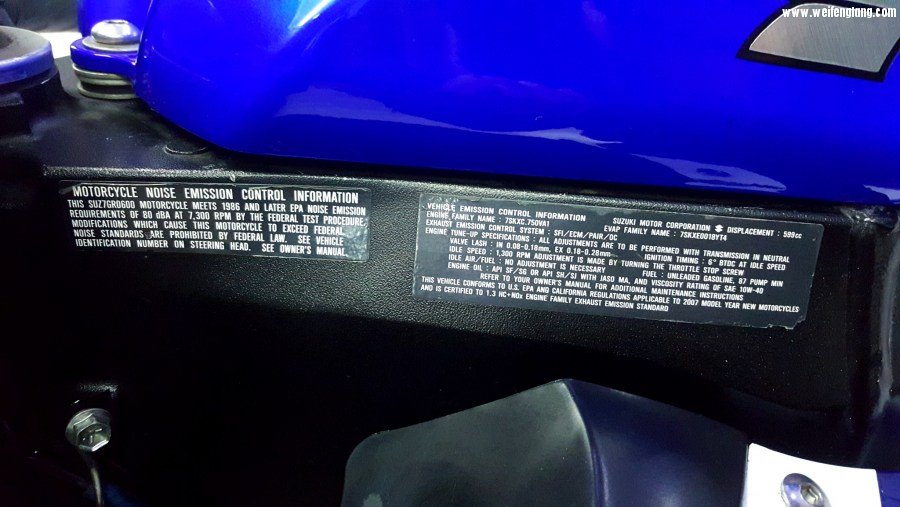 www.weifenglang.com
MOTORCYCLE NOISE EMISSION CONTROL INFORMATION
THIS SUZ7GRDG00 MOTORCYCLE MEETS 1986 AND LATER EPA NOISE EMISSION
REQUIREMENTS OF 80 dBA AT 7,300 RPM BY THE FEDERAL TEST PROCEDURE.
MODIFICATIONS WHICH CAUSE THIS MOTORCYCLE TO EXCEED FEDERAL
NOISE STANDARDS ARE PROHIBITED BY FEDERAL LAW. SEE VEHICLE
IDENTIFICATION NUMBER ON STEERING HEAD. SEE OWNER'S MANUAL.
VEHICLE EMISSION CONTROL INFORMATION SUZUKI MOTOR CORPORATION DISPLACEMENT : 599cc
ENGINE FAMILY NAME : 7SKXC.750VK1 EVAP FAMILY NAME : 7SKXE0018YT4
EXHAUST EMISSION CONTROL SYSTEM : SFI/ECM/PAIR/OC
ENGINE TUNE-UP SPECIFICATIONS : ALL ADJUSTMENTS ARE TO BE PERFORMED WITH TRANSMISSION IN NEUTRAL
VALVE LASH : IN 0.08-0.18mm, EX 0.18-0.28mm IGNITION TIMING : 6° BTDC AT IDLE SPEED
IDLE SPEED : 1,300 RPM ADJUSTMENT IS MADE BY TURNING THE THROTTLE STOP SCREW
IDLE AIR/FUEL : NO ADJUSTMENT IS NECESSARY FUEL : UNLEADED GASOLINE, 87 PUMP MIN
ENGINE OIL : API SF/SG OR API SH/SJ WITH JASO MA, AND VISCOSITY RATING OF SAE 10W-40
REFER TO YOUR OWNER'S MANUAL FOR ADDITIONAL MAINTENANCE INSTRUCTIONS
THIS VEHICLE CONFORMS TO U.S. EPA AND CALIFORNIA REGULATIONS APPLICABLE TO 2007 MODEL YEAR NEW MOTORCYCLES
AND IS CERTIFIED TO 1.3 HC+NOx ENGINE FAMILY EXHAUST EMISSION STANDARD